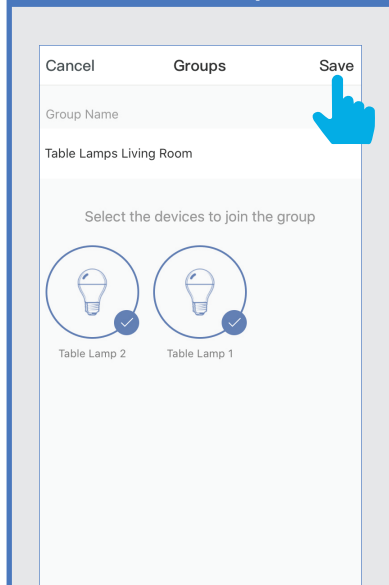 Cancel Groups Save
Group Name
Table Lamps Living Room
Select the devices to join the group
Table Lamp 2 Table Lamp 1